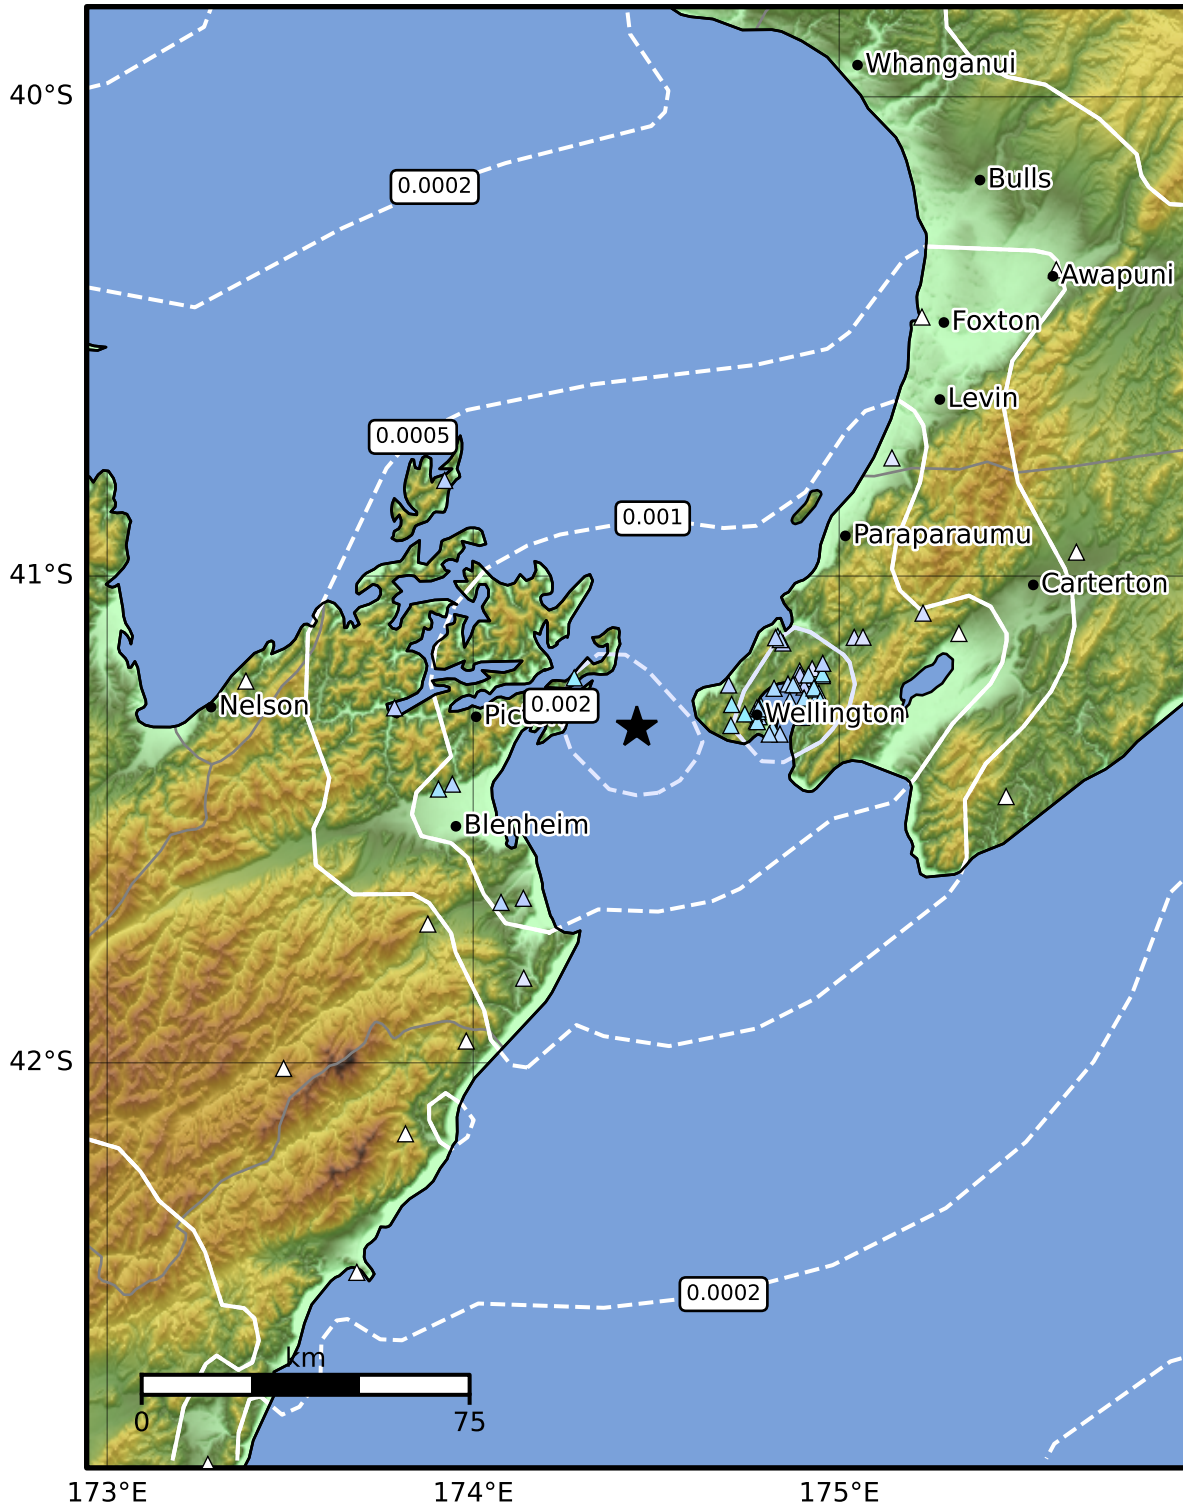 Whanganui
40°S
Bulls
0.0002
Awapuni
Foxton
Levin
0.0005
0.001
Paraparaumu
41°S
Carterton
Nelson
0.002
Pic
Wellington
Blenheim
42°S
0.0002
km
0
75
173°E
174°E
175°E